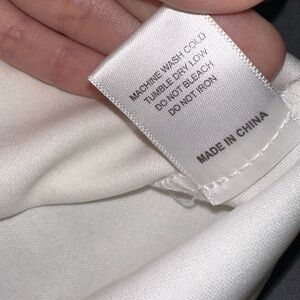 MACHINE WASH COLD
TUMBLE DRY LOW
DO NOT BLEACH
DO NOT IRON
MADE IN CHINA